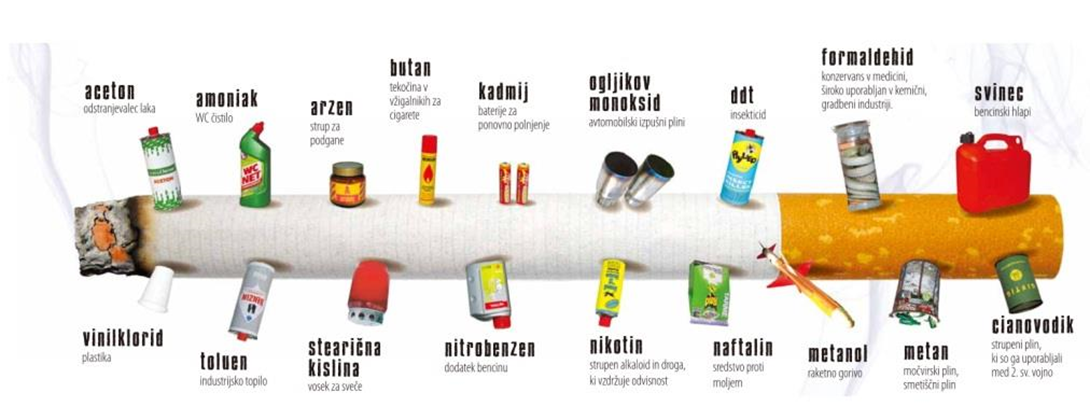 aceton
odstranjevalec laka
amoniak
WC čistilo
arzen
strup za
podgane
butan
tekočina v
vžigalnikih za
cigarete
kadmij
baterije za
ponovno polnjenje
ogljikov
monoksid
avtomobilski izpušni plini
ddt
insekticid
formaldehid
konzervans v medicini,
široko uporabljan v kemični,
gradbeni industriji.
svinec
bencinski hlapi
WC
NET
vinilklorid
plastika
toluen
industrijsko topilo
stearična
kislina
vosek za sveče
nitrobenzen
dodatek bencinu
nikotin
strupen alkaloid in droga,
ki vzdržuje odvisnost
naftalin
sredstvo proti
moljem
metanol
raketno gorivo
metan
močvirski plin,
smetiščni plin
cianovodik
strupeni plin,
ki so ga uporabljali
med 2. sv. vojno